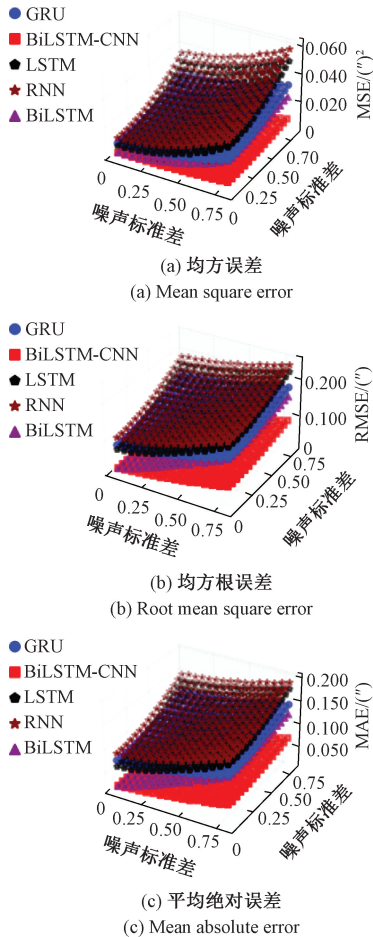 GRU
BiLSTM-CNN
LSTM
RNN
BiLSTM
0.060
0.040
0.020
0
MSE/(″)²
0.70
0.50
0.25
0
噪声标准差
0
0.25
0.50
0.75
噪声标准差
(a) 均方误差
(a) Mean square error
GRU
BiLSTM-CNN
LSTM
RNN
BiLSTM
0.200
0.100
0
RMSE/(″)
0.75
0.50
0.25
0
噪声标准差
0
0.25
0.50
0.75
噪声标准差
(b) 均方根误差
(b) Root mean square error
GRU
BiLSTM-CNN
LSTM
RNN
BiLSTM
0.200
0.150
0.100
0.050
MAE/(″)
0.75
0.50
0.25
0
噪声标准差
0
0.25
0.50
0.75
噪声标准差
(c) 平均绝对误差
(c) Mean absolute error